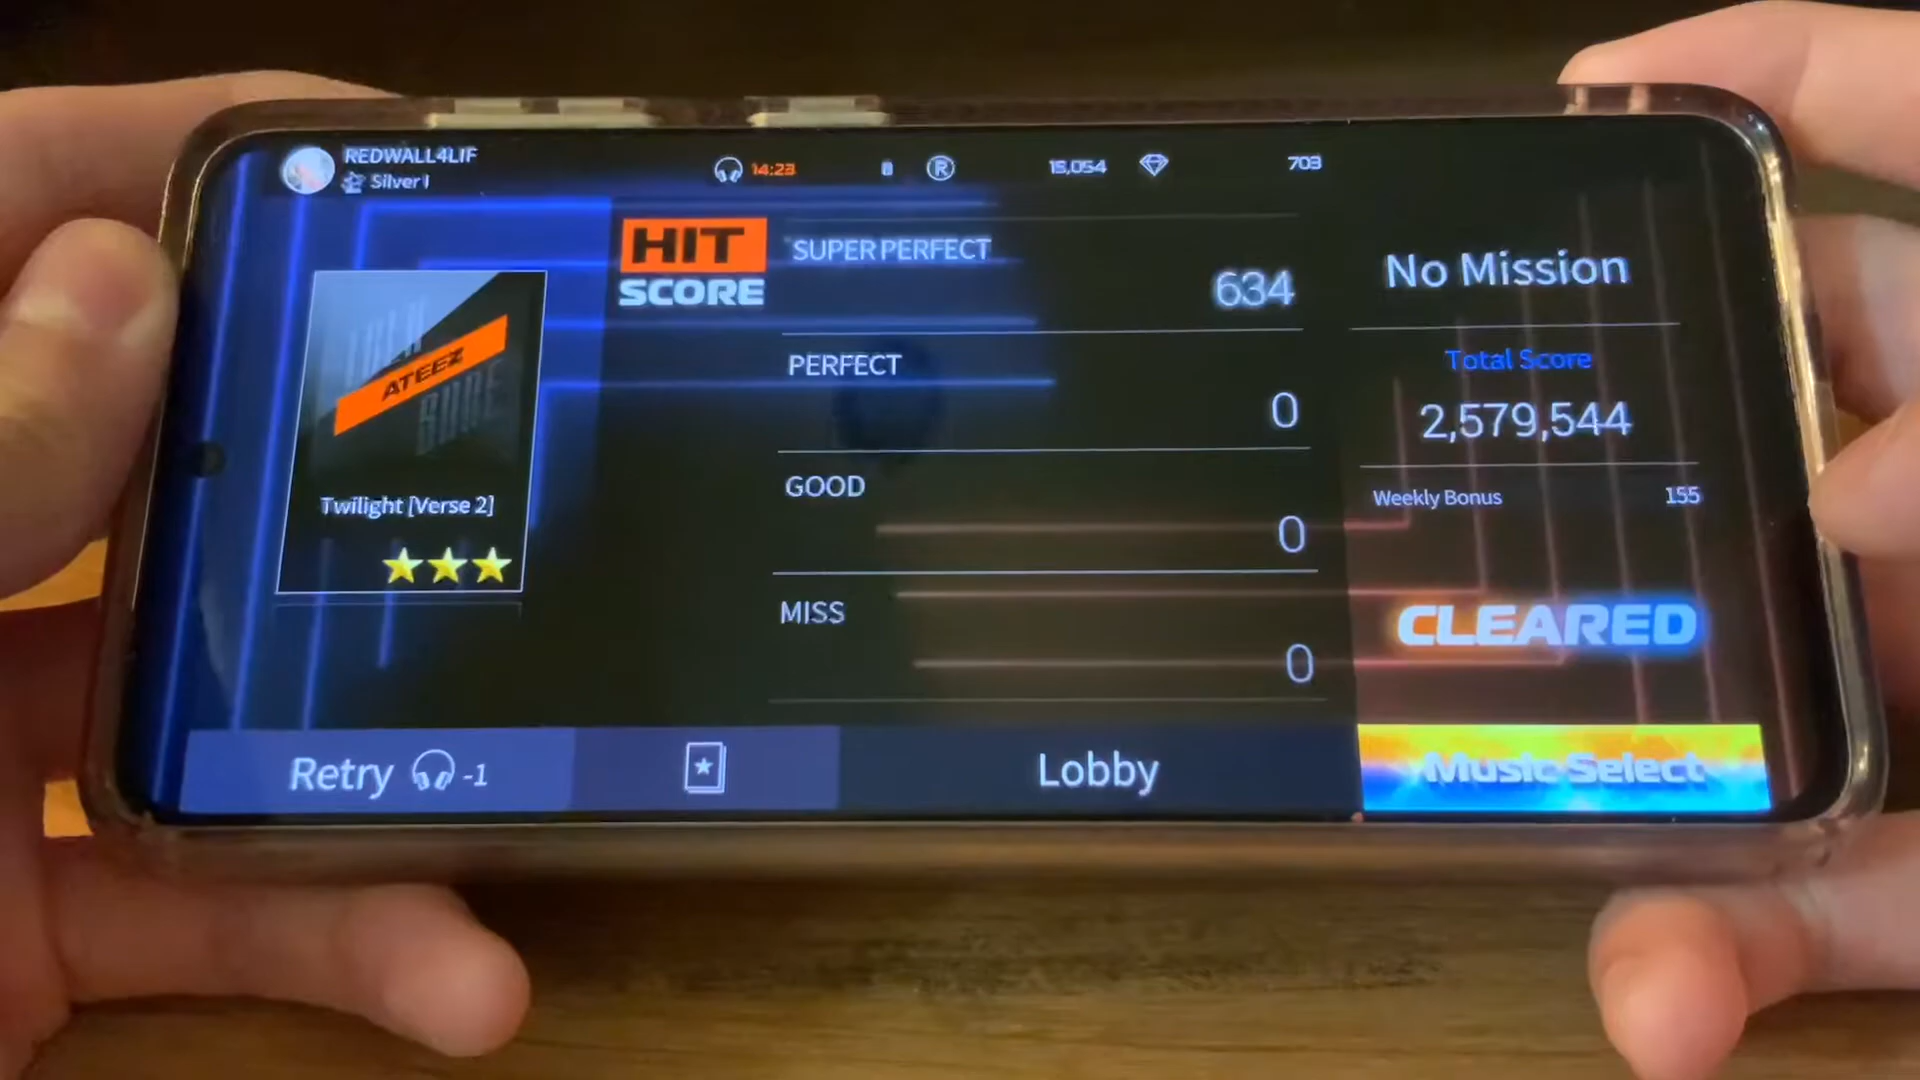 REDWALL4LIF
Silver I
14:23
8
R
15,054
703
HIT
SCORE
SUPER PERFECT
634
PERFECT
0
GOOD
0
MISS
0
ATEEZ
Twilight [Verse 2]
No Mission
Total Score
2,579,544
Weekly Bonus
155
CLEARED
Retry -1
Lobby
Music Select